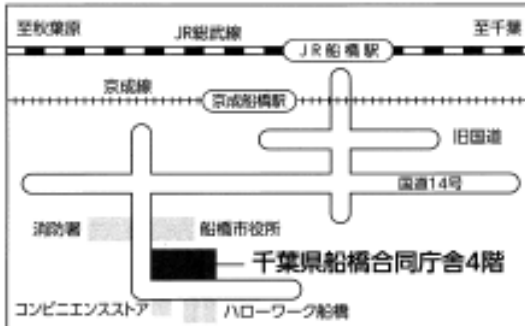 至秋葉原
JR総武線
至千葉
JR船橋駅
京成線
京成船橋駅
旧国道
国道14号
消防署
船橋市役所
千葉県船橋合同庁舎4階
コンビニエンスストア
ハローワーク船橋